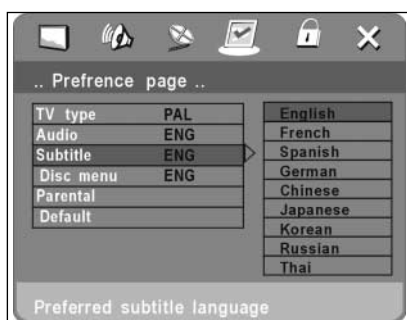 .. Prefrence page ..
TV type PAL
Audio ENG
Subtitle ENG
Disc menu ENG
Parental
Default
English
French
Spanish
German
Chinese
Japanese
Korean
Russian
Thai
Preferred subtitle language